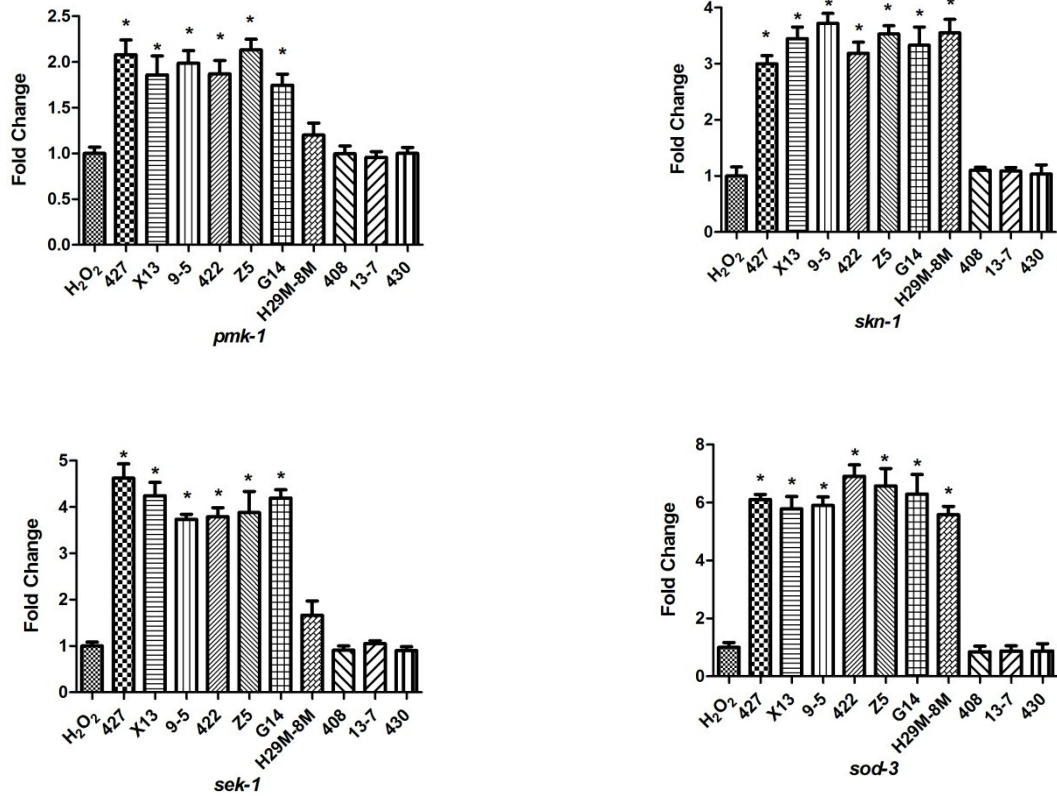 Fold Change
2.5
2.0
1.5
1.0
0.5
0.0
* * * * * *
H₂O₂ 427 X13 9-5 422 Z5 G14 H29M-8M 408 13-7 430
pmk-1
Fold Change
4
3
2
1
0
* * * * * * *
H₂O₂ 427 X13 9-5 422 Z5 G14 H29M-8M 408 13-7 430
skn-1
Fold Change
5
4
3
2
1
0
* * * * * *
H₂O₂ 427 X13 9-5 422 Z5 G14 H29M-8M 408 13-7 430
sek-1
Fold Change
8
6
4
2
0
* * * * * * *
H₂O₂ 427 X13 9-5 422 Z5 G14 H29M-8M 408 13-7 430
sod-3